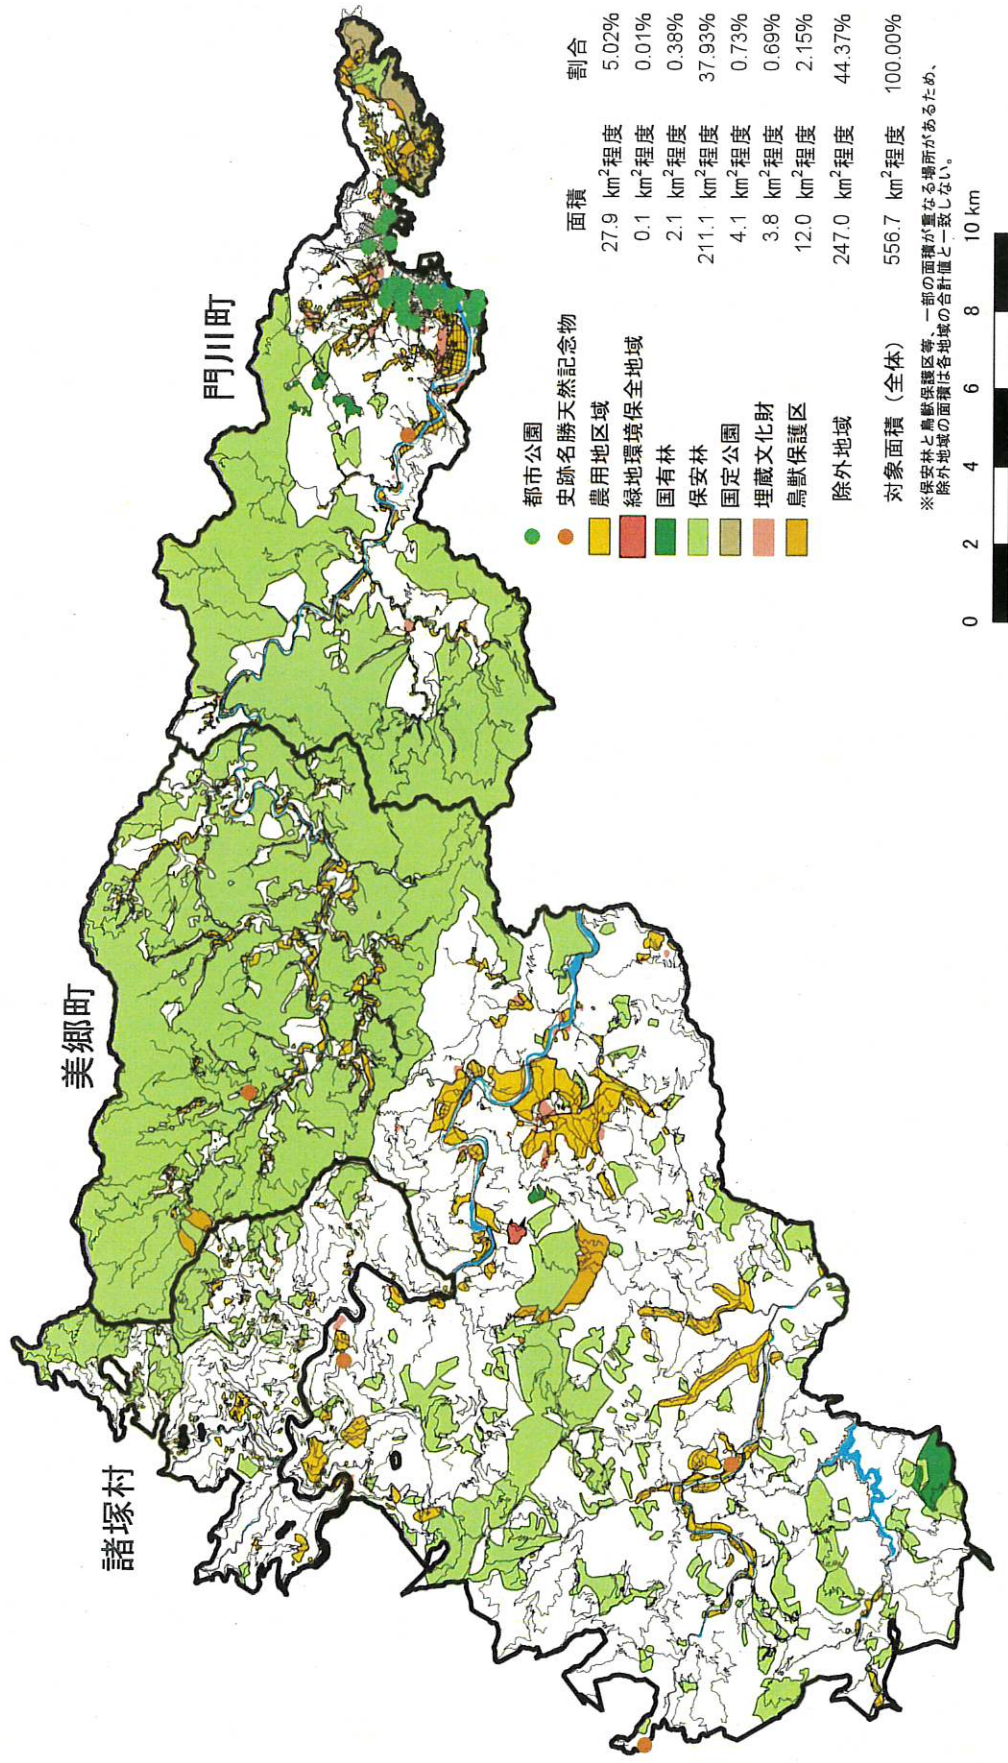 門川町
美郷町
諸塚村
面積 割合
都市公園
史跡名勝天然記念物
農用地区域 27.9 km²程度 5.02%
緑地環境保全地域 0.1 km²程度 0.01%
国有林 2.1 km²程度 0.38%
保安林 211.1 km²程度 37.93%
国定公園 4.1 km²程度 0.73%
埋蔵文化財 3.8 km²程度 0.69%
鳥獣保護区 12.0 km²程度 2.15%
除外地域 247.0 km²程度 44.37%
対象面積(全体) 556.7 km²程度 100.00%
※保安林と鳥獣保護区等、一部の面積が重なる場所があるため、
除外地域の面積は各地域の合計値と一致しない。
0 2 4 6 8 10 km